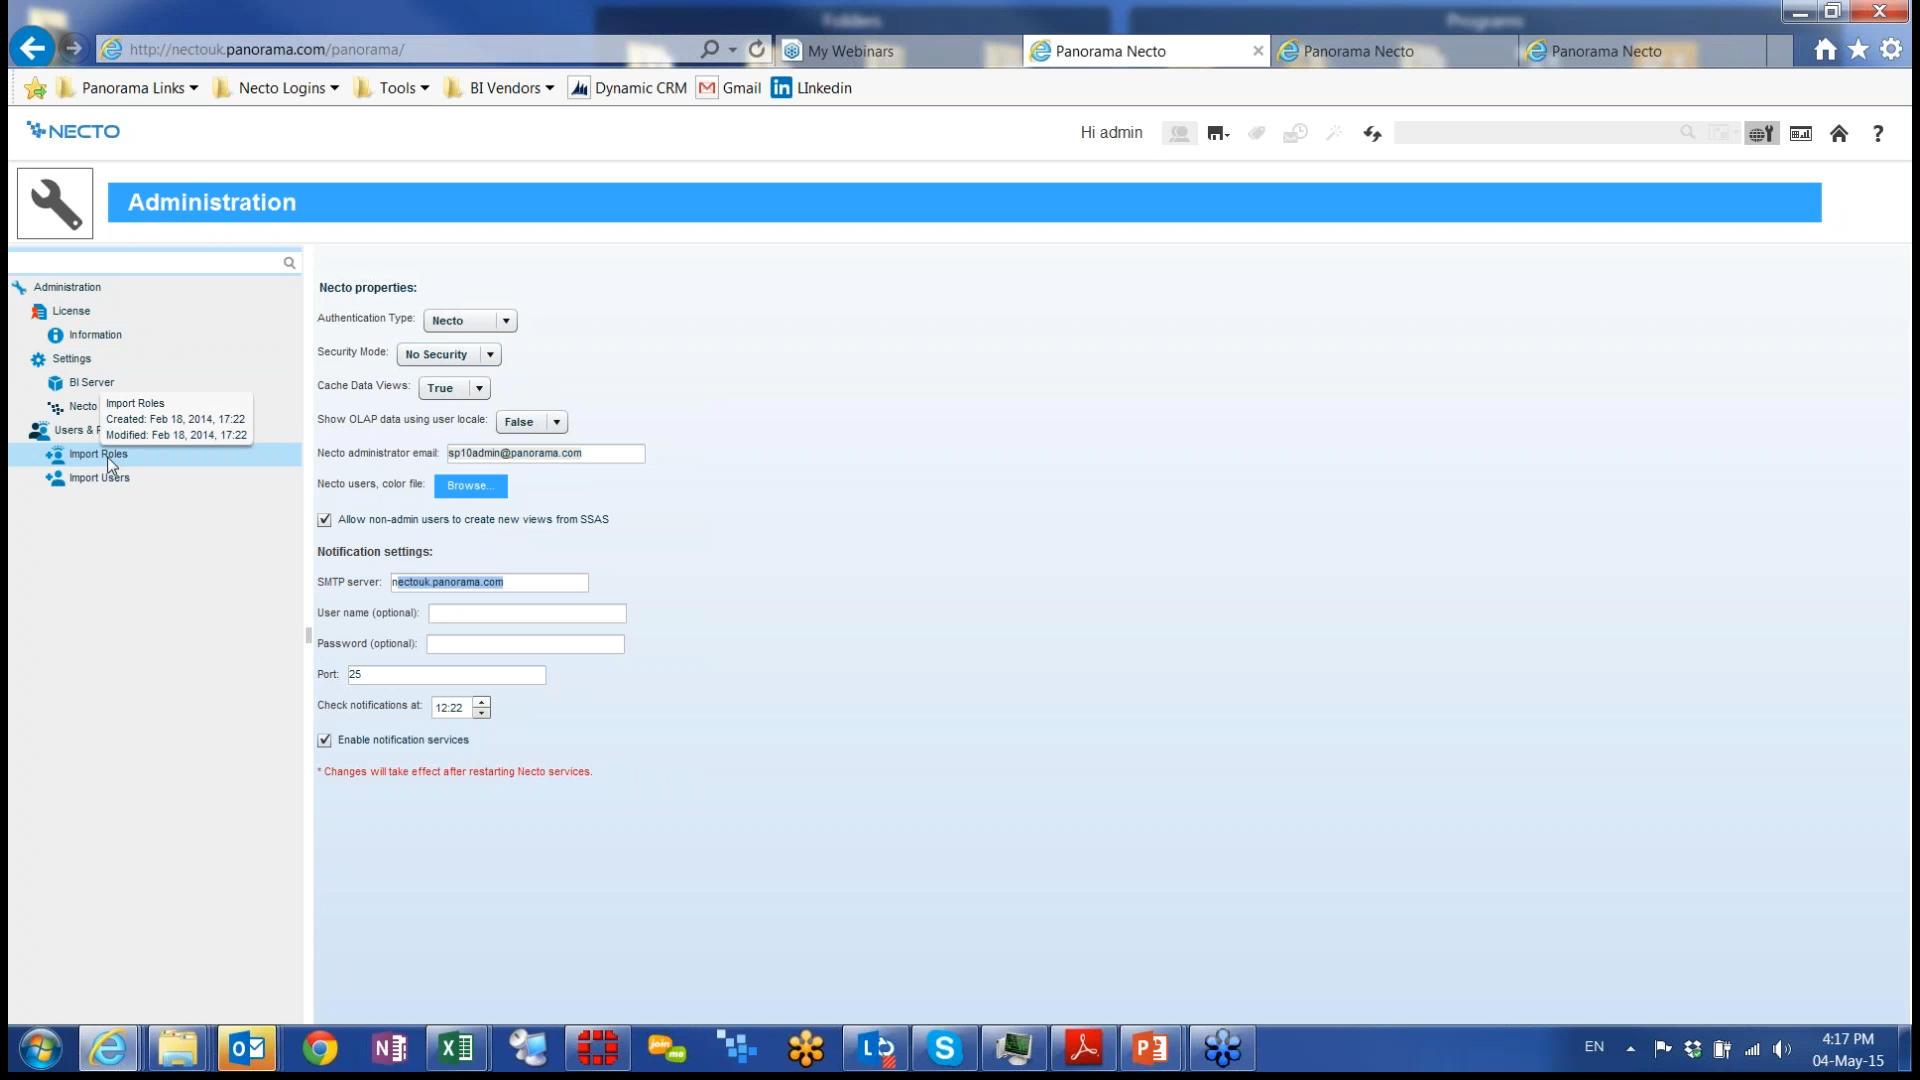 Folders
Programs
http://nectouk.panorama.com/panorama/
My Webinars
Panorama Necto
Panorama Necto
Panorama Necto
Panorama Links
Necto Logins
Tools
BI Vendors
Dynamic CRM
Gmail
LInkedin
NECTO
Hi admin
Administration
Administration
License
Information
Settings
BI Server
Necto
Users &
Import Roles
Created: Feb 18, 2014, 17:22
Modified: Feb 18, 2014, 17:22
Import Roles
Import Users
Necto properties:
Authentication Type: Necto
Security Mode: No Security
Cache Data Views: True
Show OLAP data using user locale: False
Necto administrator email: sp10admin@panorama.com
Necto users, color file: Browse...
Allow non-admin users to create new views from SSAS
Notification settings:
SMTP server: nectouk.panorama.com
User name (optional):
Password (optional):
Port: 25
Check notifications at: 12:22
Enable notification services
* Changes will take effect after restarting Necto services.
join me
EN
4:17 PM
04-May-15